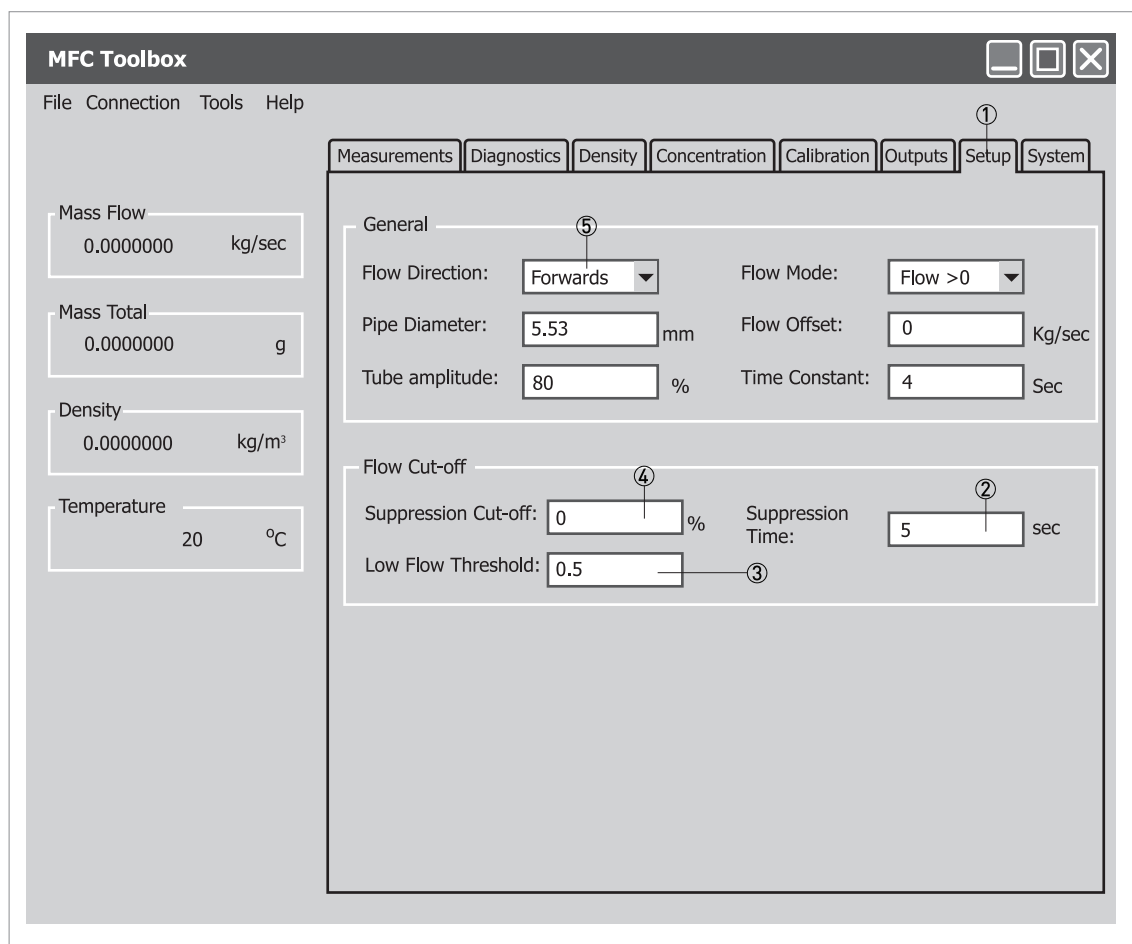 MFC Toolbox
File Connection Tools Help
①
Measurements Diagnostics Density Concentration Calibration Outputs Setup System
Mass Flow
0.0000000 kg/sec
Mass Total
0.0000000 g
Density
0.0000000 kg/m³
Temperature
20 ⁰C
General
⑤
Flow Direction: Forwards Flow Mode: Flow >0
Pipe Diameter: 5.53 mm Flow Offset: 0 Kg/sec
Tube amplitude: 80 % Time Constant: 4 Sec
Flow Cut-off
④ ②
Suppression Cut-off: 0 % Suppression Time: 5 sec
Low Flow Threshold: 0.5 ③